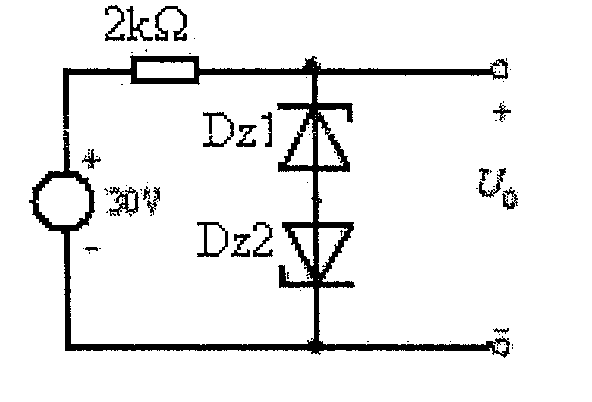 2kΩ
Dz1
+
+
30V
U0
Dz2
-
-